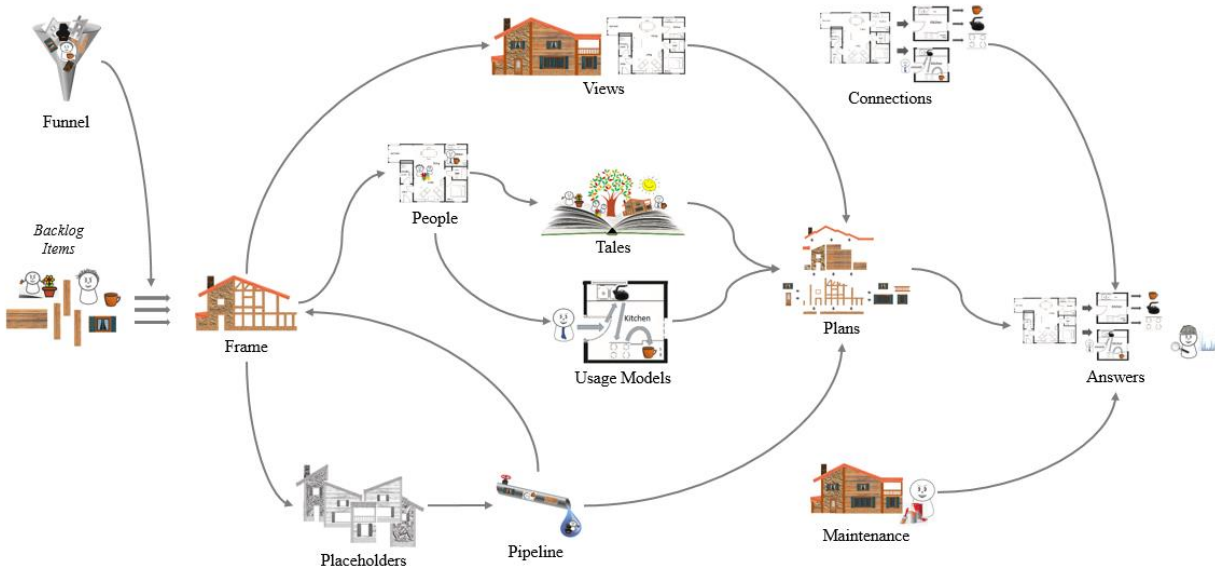 Funnel
Views
Connections
Backlog
Items
People
Tales
Kitchen
Frame
Usage Models
Plans
Answers
Placeholders
Pipeline
Maintenance